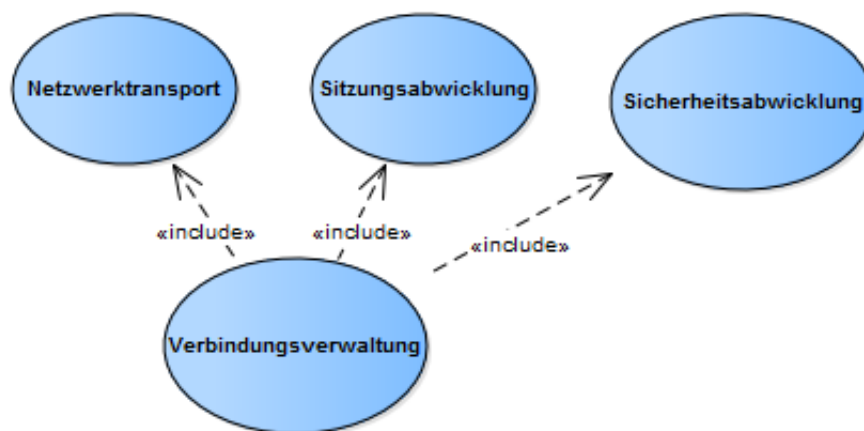 Netzwerktransport
Sitzungsabwicklung
Sicherheitsabwicklung
«include»
«include»
«include»
Verbindungsverwaltung